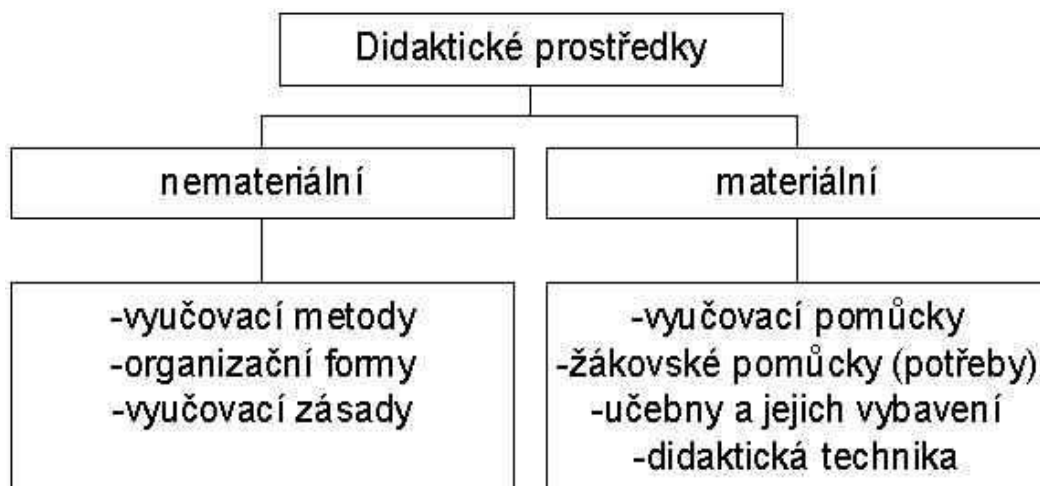 Didaktické prostředky
nemateriální
materiální
-vyučovací metody
-organizační formy
-vyučovací zásady
-vyučovací pomůcky
-žákovské pomůcky (potřeby)
-učebny a jejich vybavení
-didaktická technika